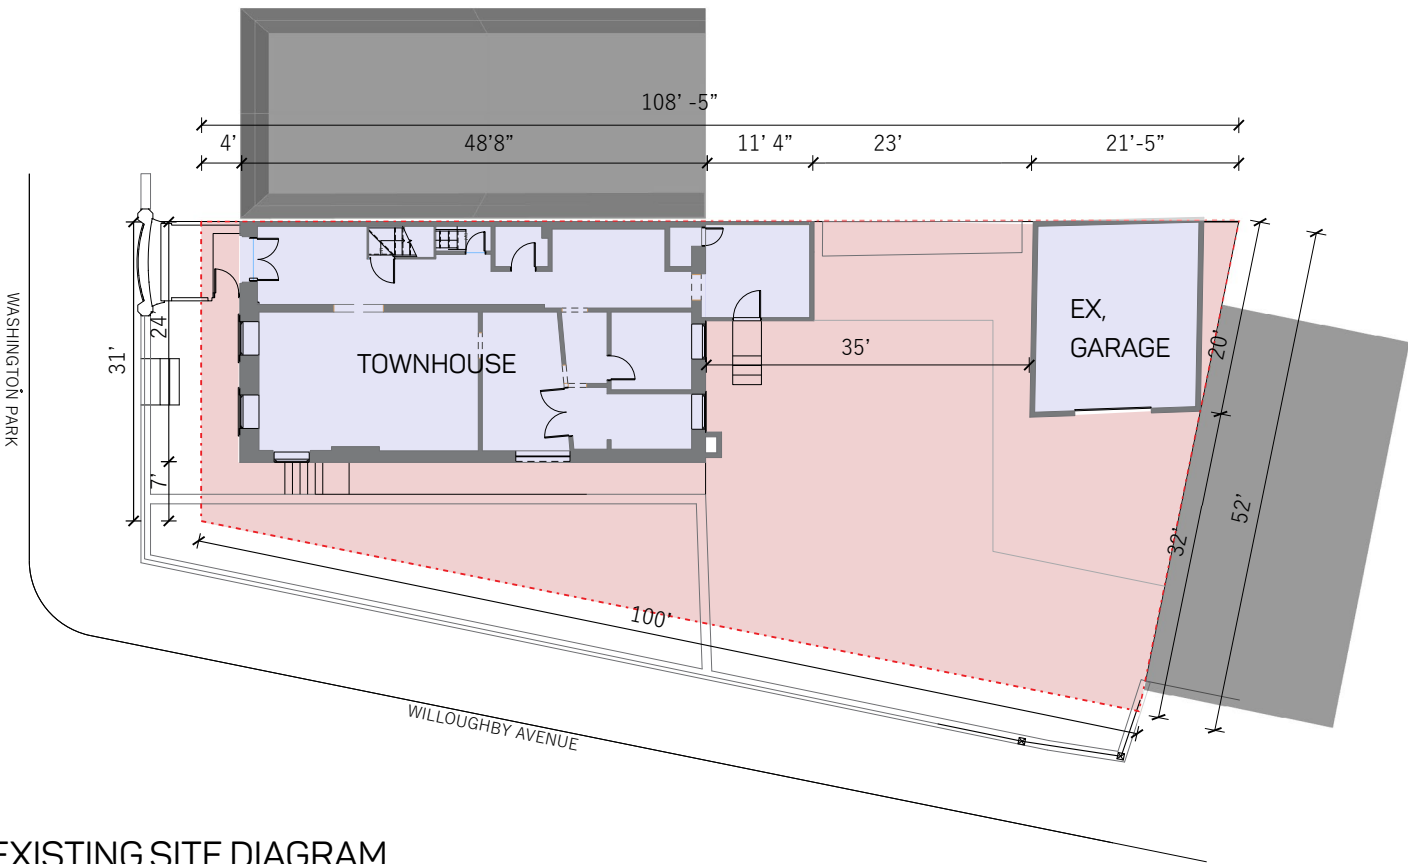 108' -5"
4'
48'8"
11' 4"
23'
21'-5"
WASHINGTON PARK
31'
24'
7'
TOWNHOUSE
35'
EX,
GARAGE
20'
52'
32'
100'
WILLOUGHBY AVENUE
EXISTING SITE DIAGRAM